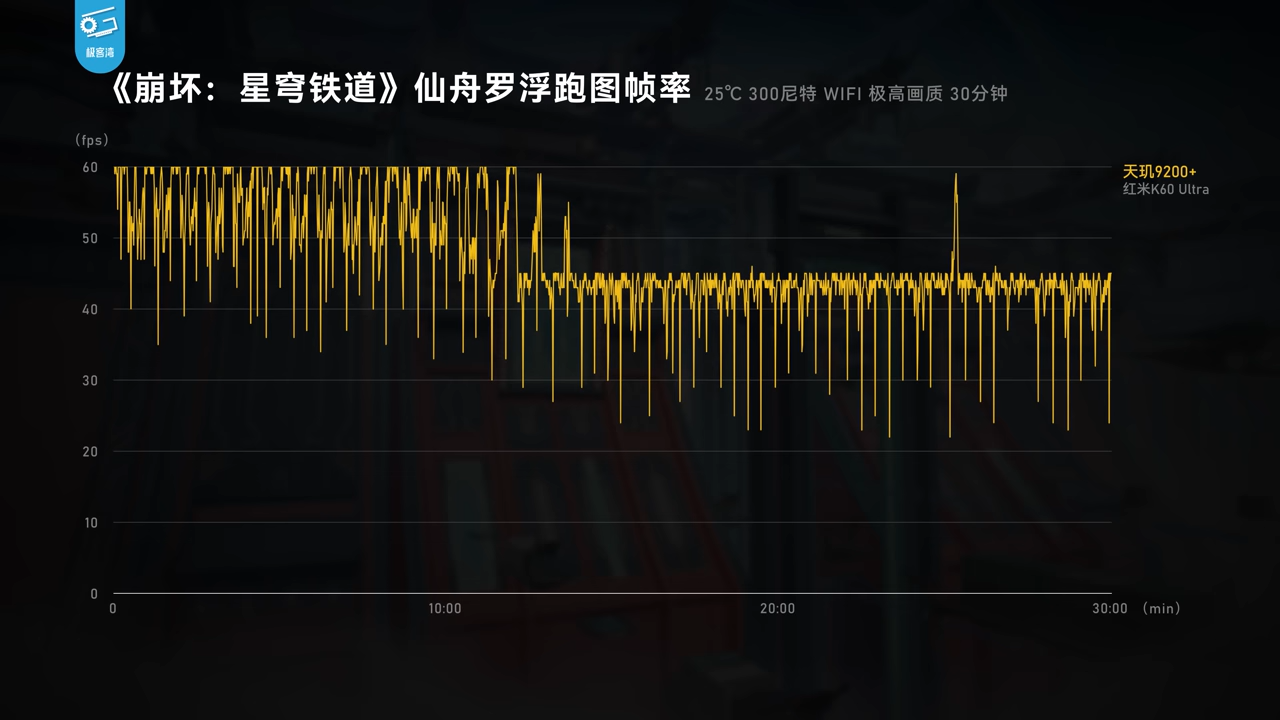 极客湾
《崩坏：星穹铁道》仙舟罗浮跑图帧率 25℃ 300尼特 WIFI 极高画质 30分钟
（fps）
60
50
40
30
20
10
0
天玑9200+
红米K60 Ultra
0 10:00 20:00 30:00 （min）